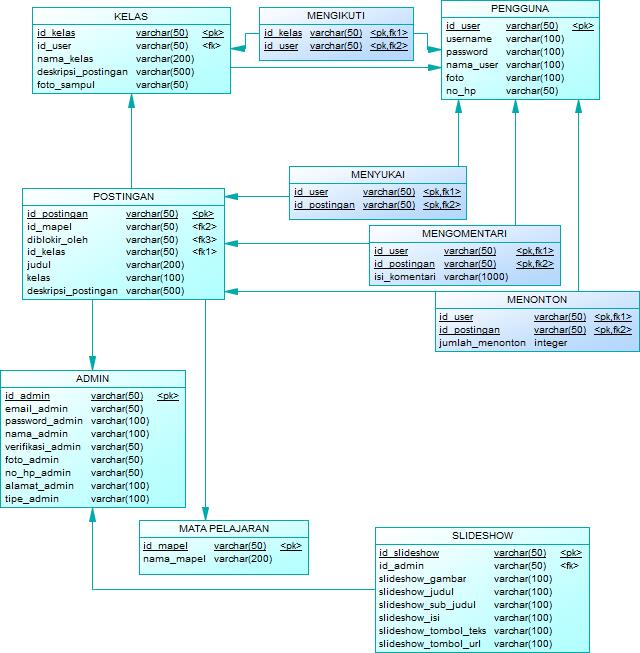 KELAS
id_kelas varchar(50) <pk>
id_user varchar(50) <fk>
nama_kelas varchar(200)
deskripsi_postingan varchar(500)
foto_sampul varchar(50)
MENGIKUTI
id_kelas varchar(50) <pk,fk1>
id_user varchar(50) <pk,fk2>
PENGGUNA
id_user varchar(50) <pk>
username varchar(100)
password varchar(100)
nama_user varchar(100)
foto varchar(100)
no_hp varchar(50)
MENYUKAI
id_user varchar(50) <pk,fk1>
id_postingan varchar(50) <pk,fk2>
POSTINGAN
id_postingan varchar(50) <pk>
id_mapel varchar(50) <fk2>
diblokir_oleh varchar(50) <fk3>
id_kelas varchar(50) <fk1>
judul varchar(200)
kelas varchar(100)
deskripsi_postingan varchar(500)
MENGOMENTARI
id_user varchar(50) <pk,fk1>
id_postingan varchar(50) <pk,fk2>
isi_komentari varchar(1000)
MENONTON
id_user varchar(50) <pk,fk1>
id_postingan varchar(50) <pk,fk2>
jumlah_menonton integer
ADMIN
id_admin varchar(50) <pk>
email_admin varchar(50)
password_admin varchar(100)
nama_admin varchar(100)
verifikasi_admin varchar(50)
foto_admin varchar(50)
no_hp_admin varchar(50)
alamat_admin varchar(100)
tipe_admin varchar(100)
MATA PELAJARAN
id_mapel varchar(50) <pk>
nama_mapel varchar(200)
SLIDESHOW
id_slideshow varchar(50) <pk>
id_admin varchar(50) <fk>
slideshow_gambar varchar(100)
slideshow_judul varchar(100)
slideshow_sub_judul varchar(100)
slideshow_isi varchar(100)
slideshow_tombol_teks varchar(100)
slideshow_tombol_url varchar(100)